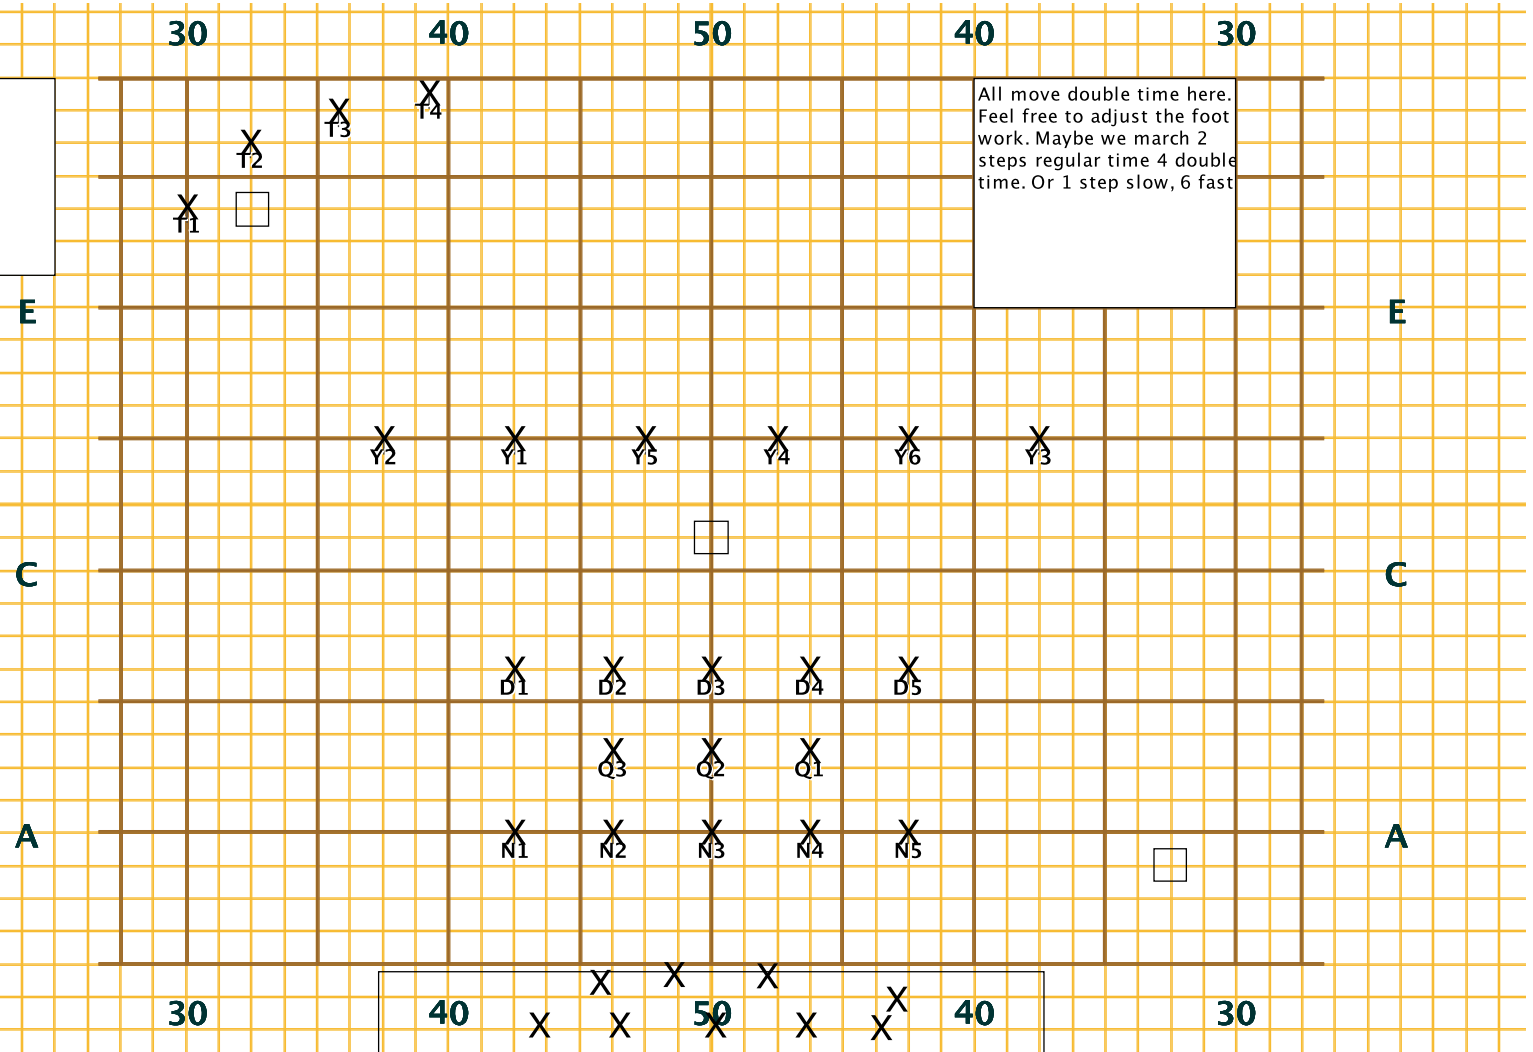 30 40 50 40 30
X X X X
T4
T3
T2
T1
All move double time here.
Feel free to adjust the foot
work. Maybe we march 2
steps regular time 4 double
time. Or 1 step slow, 6 fast
E E
X X X X X X
Y2 Y1 Y5 Y4 Y6 Y3
C C
X X X X X
D1 D2 D3 D4 D5
X X X
Q3 Q2 Q1
A A
X X X X X
N1 N2 N3 N4 N5
X X X X
30 40 50 40 30
X X X X X